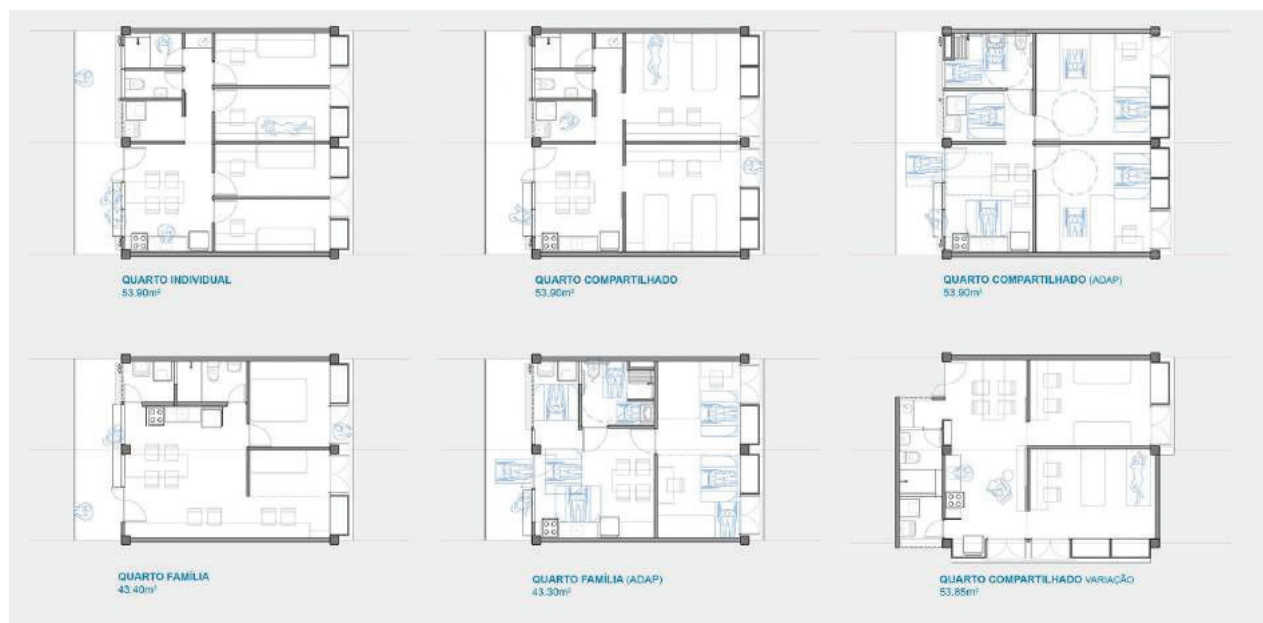 QUARTO INDIVIDUAL
53.90m²
QUARTO COMPARTILHADO
53.90m²
QUARTO COMPARTILHADO (ADAP)
53.90m²
QUARTO FAMÍLIA
43.40m²
QUARTO FAMÍLIA (ADAP)
43.30m²
QUARTO COMPARTILHADO VARIAÇÃO
53.85m²